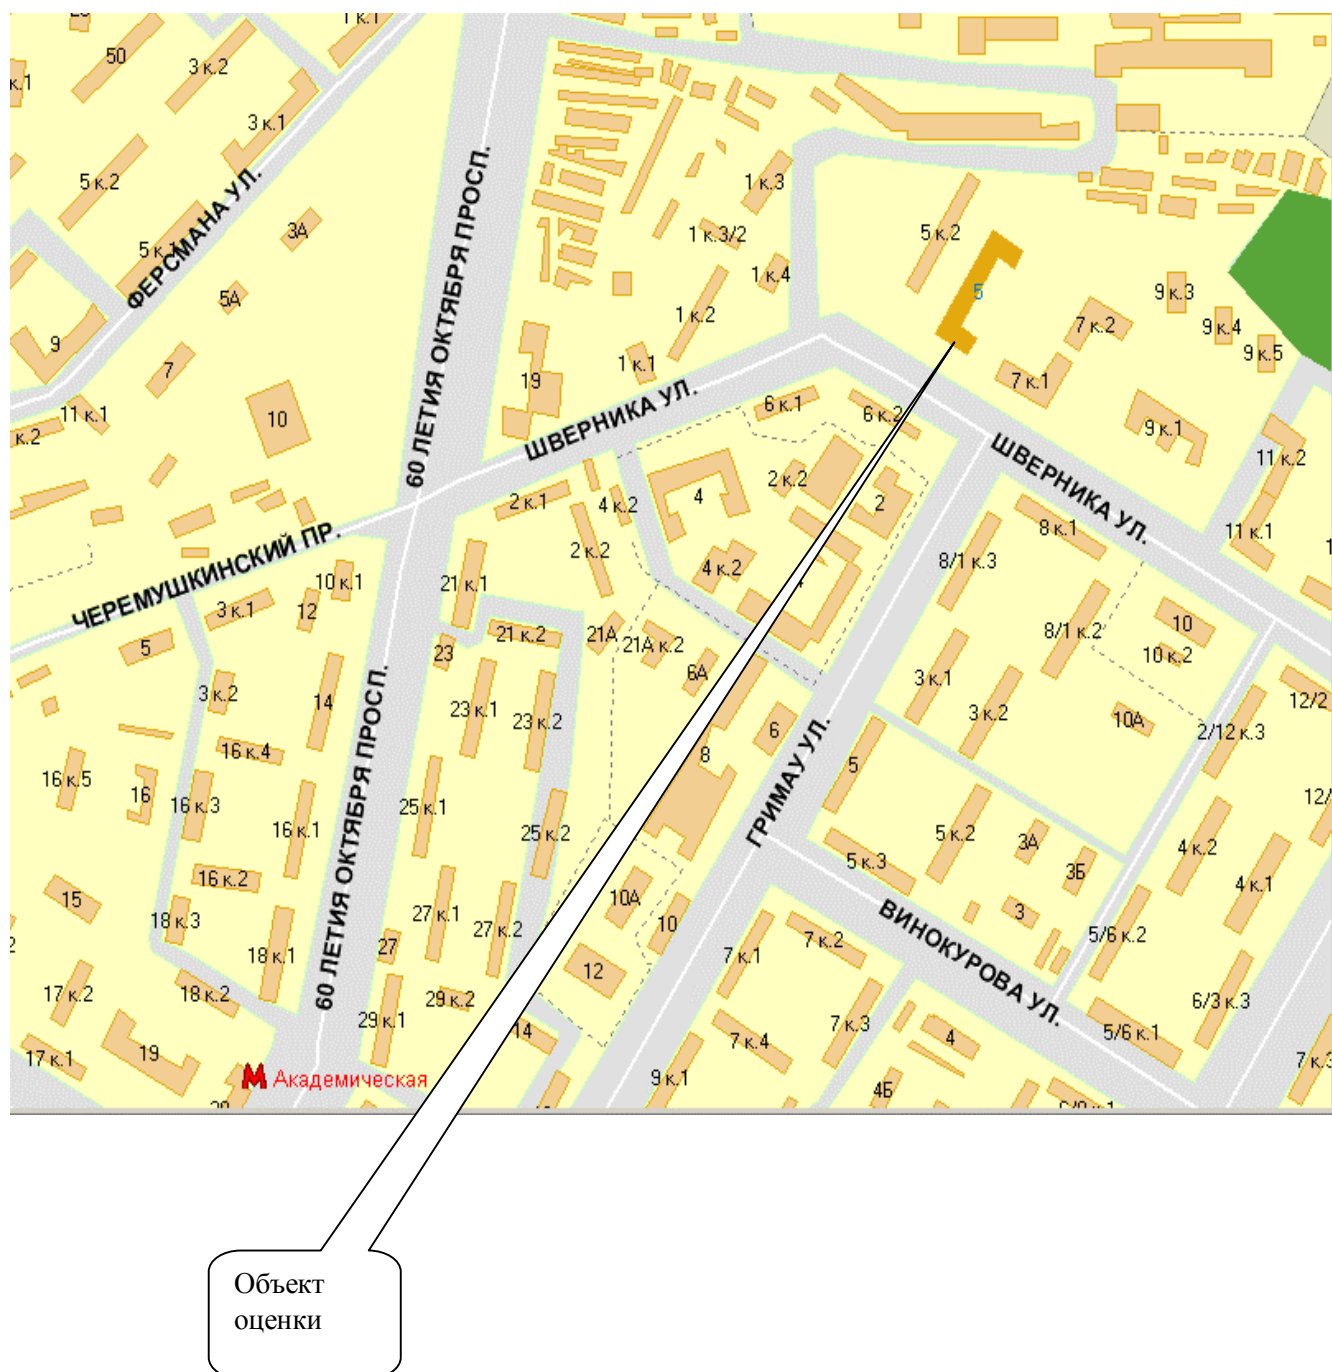 1 к.1
50
3 к.2
к.1
3 к.1
5 к.2
1 к.3
3А
5 к.1
ФЕРСМАНА УЛ.
60 ЛЕТИЯ ОКТЯБРЯ ПРОСП.
1 к.3/2
5 к.2
1 к.4
5А
5
9 к.3
1 к.2
7 к.2
9 к.4
9
7
1 к.1
9 к.5
19
7 к.1
11 к.1
10
6 к.1
6 к.2
к.2
ШВЕРНИКА УЛ.
9 к.1
11 к.2
ШВЕРНИКА УЛ.
2 к.1
4 к.2
4
2 к.2
2
8 к.1
11 к.1
ЧЕРЕМУШКИНСКИЙ ПР.
2 к.2
8/1 к.3
10 к.1
21 к.1
4 к.2
3 к.1
12
5
21 к.2
21А
21А к.2
8/1 к.2
10
23
10 к.2
6А
3 к.1
3 к.2
14
23 к.1
23 к.2
3 к.2
12/2
10А
2/12 к.3
16 к.4
6
8
ГРИМАУ УЛ.
5
16 к.5
16
16 к.3
16 к.1
25 к.1
25 к.2
60 ЛЕТИЯ ОКТЯБРЯ ПРОСП.
12/
5 к.2
3А
4 к.2
5 к.3
3Б
4 к.1
16 к.2
15
18 к.3
10А
10
ВИНОКУРОВА УЛ.
3
27 к.1
27 к.2
5/6 к.2
18 к.1
27
7 к.1
7 к.2
12
17 к.2
18 к.2
29 к.2
6/3 к.3
29 к.1
14
7 к.4
7 к.3
4
5/6 к.1
17 к.1
19
7 к.3
Академическая
9 к.1
4Б
Объект
оценки